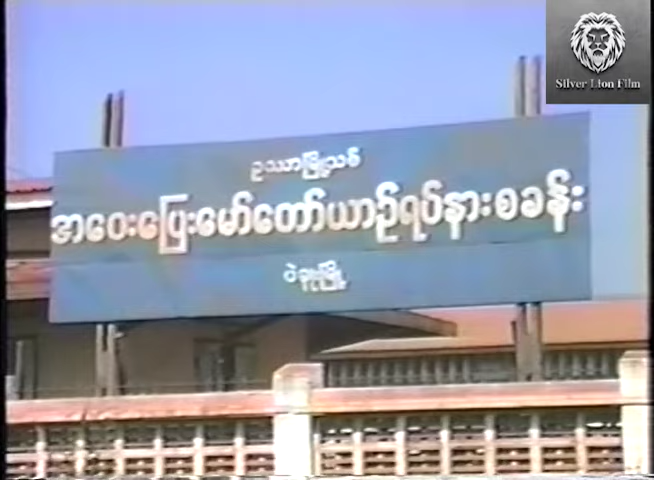 Silver Lion Film
ဥဿာမြို့သစ်
အဝေးပြေးမော်တော်ယာဉ်ရပ်နားစခန်း
ပဲခူးမြို့